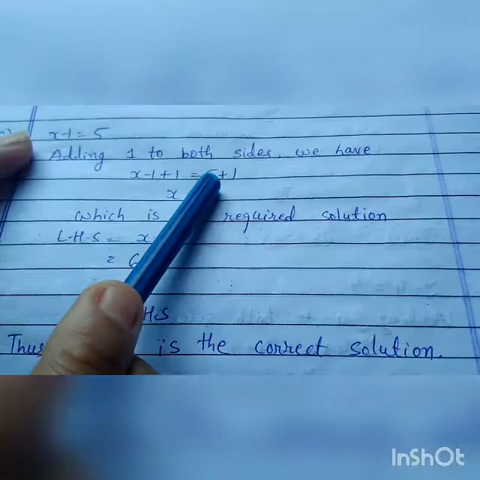 x-1=5
Adding 1 to both sides, we have
x-1+1 = 5+1
x
which is required solution
L·H·S = x
= 6
HS
Thus is the correct solution.
InShOt